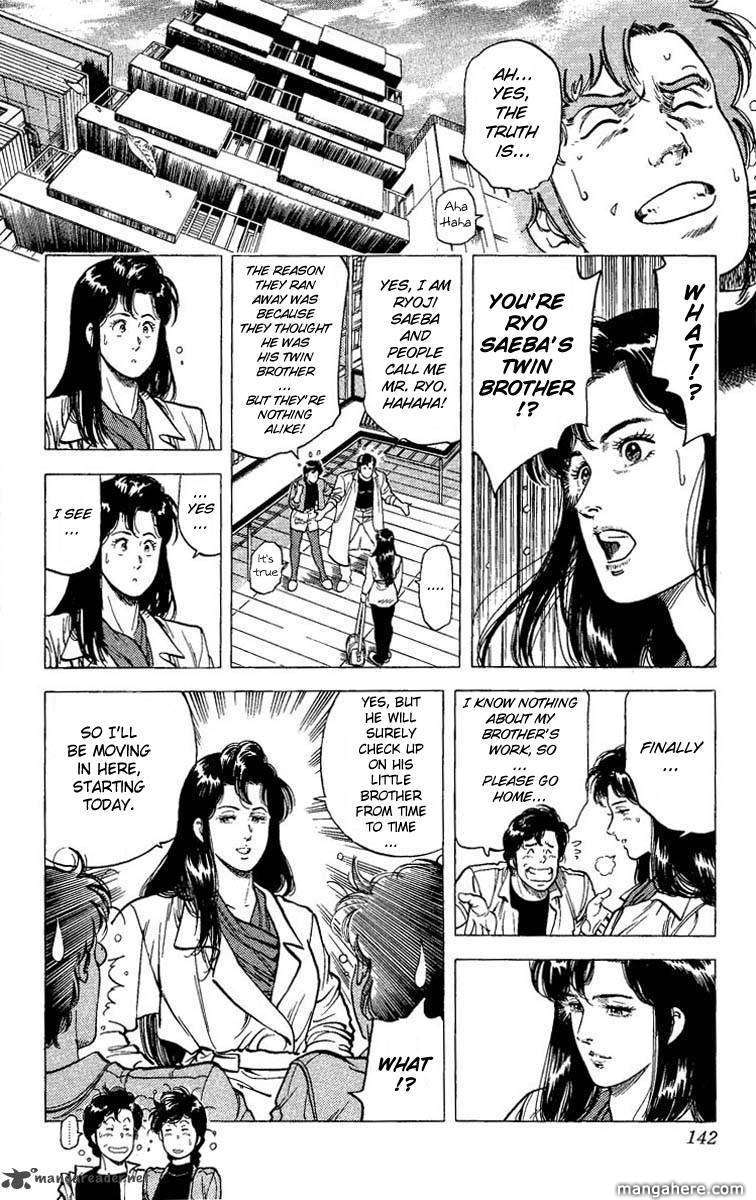 AH...
YES,
THE
TRUTH
IS...
Aha
Haha
WHAT!?
YOU'RE
RYO
SAEBA'S
TWIN
BROTHER
!?
YES, I AM
RYOJI
SAEBA
AND
PEOPLE
CALL ME
MR. RYO.
HAHAHA!
THE REASON
THEY RAN
AWAY WAS
BECAUSE
THEY THOUGHT
HE WAS
HIS TWIN
BROTHER
...
BUT THEY'RE
NOTHING
ALIKE!
It's
true
....
...
YES
...
I SEE
...
FINALLY
...
I KNOW NOTHING
ABOUT MY
BROTHER'S
WORK, SO
...
PLEASE GO
HOME...
YES, BUT
HE WILL
SURELY
CHECK UP
ON HIS
LITTLE
BROTHER
FROM TIME
TO TIME
...
SO I'LL
BE MOVING
IN HERE,
STARTING
TODAY.
WHAT
!?
......
142
mangareader.net
mangahere.com